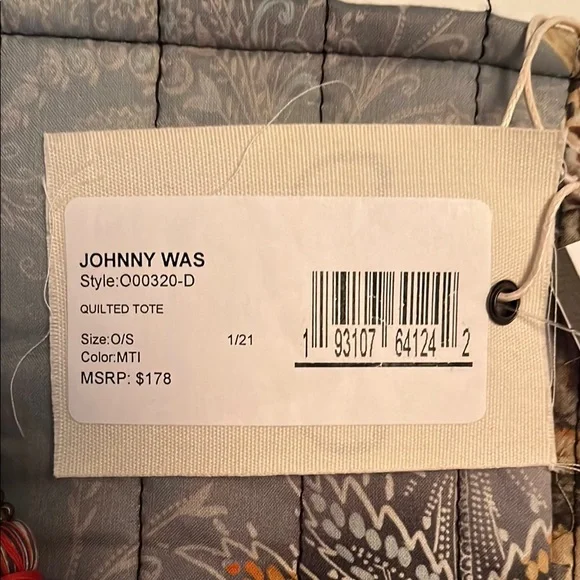 JOHNNY WAS
Style:O00320-D
QUILTED TOTE
Size:O/S 1/21
Color:MTI
MSRP: $178
1 93107 64124 2